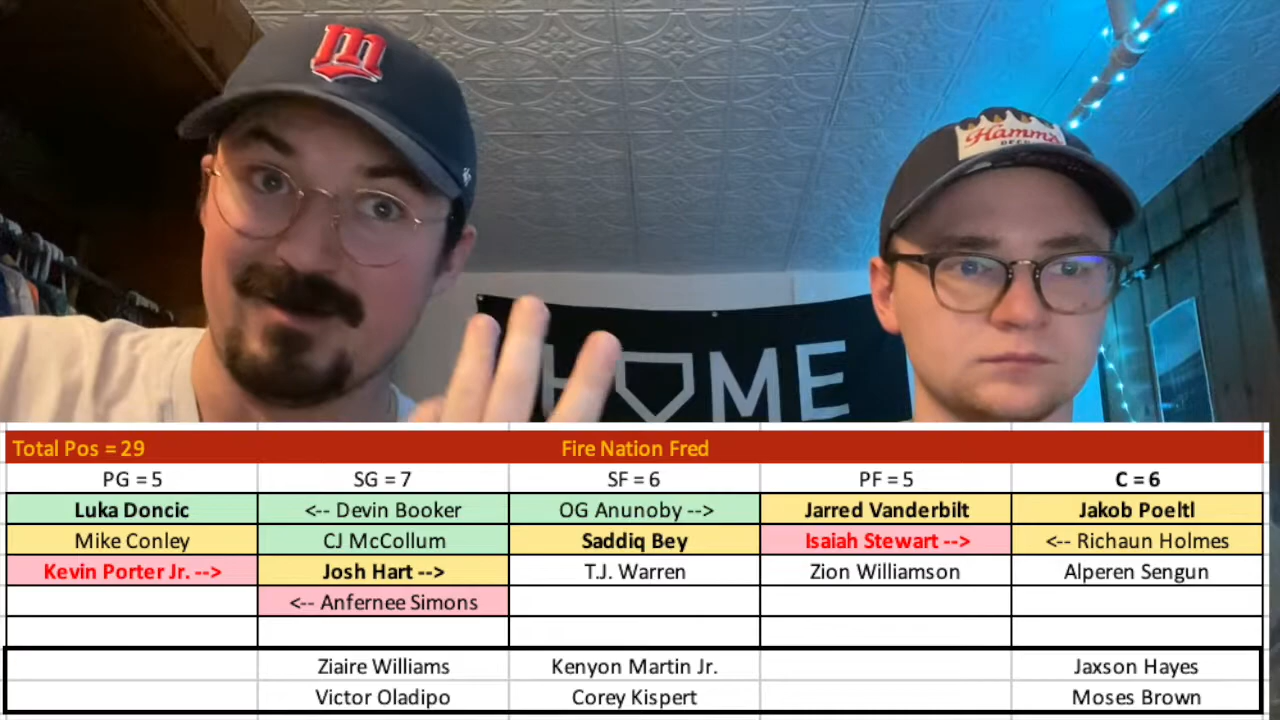 m
Hamm's
BEER
HOME
Total Pos = 29 Fire Nation Fred
PG = 5 SG = 7 SF = 6 PF = 5 C = 6
Luka Doncic <-- Devin Booker OG Anunoby --> Jarred Vanderbilt Jakob Poeltl
Mike Conley CJ McCollum Saddiq Bey Isaiah Stewart --> <-- Richaun Holmes
Kevin Porter Jr. --> Josh Hart --> T.J. Warren Zion Williamson Alperen Sengun
<-- Anfernee Simons
Ziaire Williams Kenyon Martin Jr. Jaxson Hayes
Victor Oladipo Corey Kispert Moses Brown